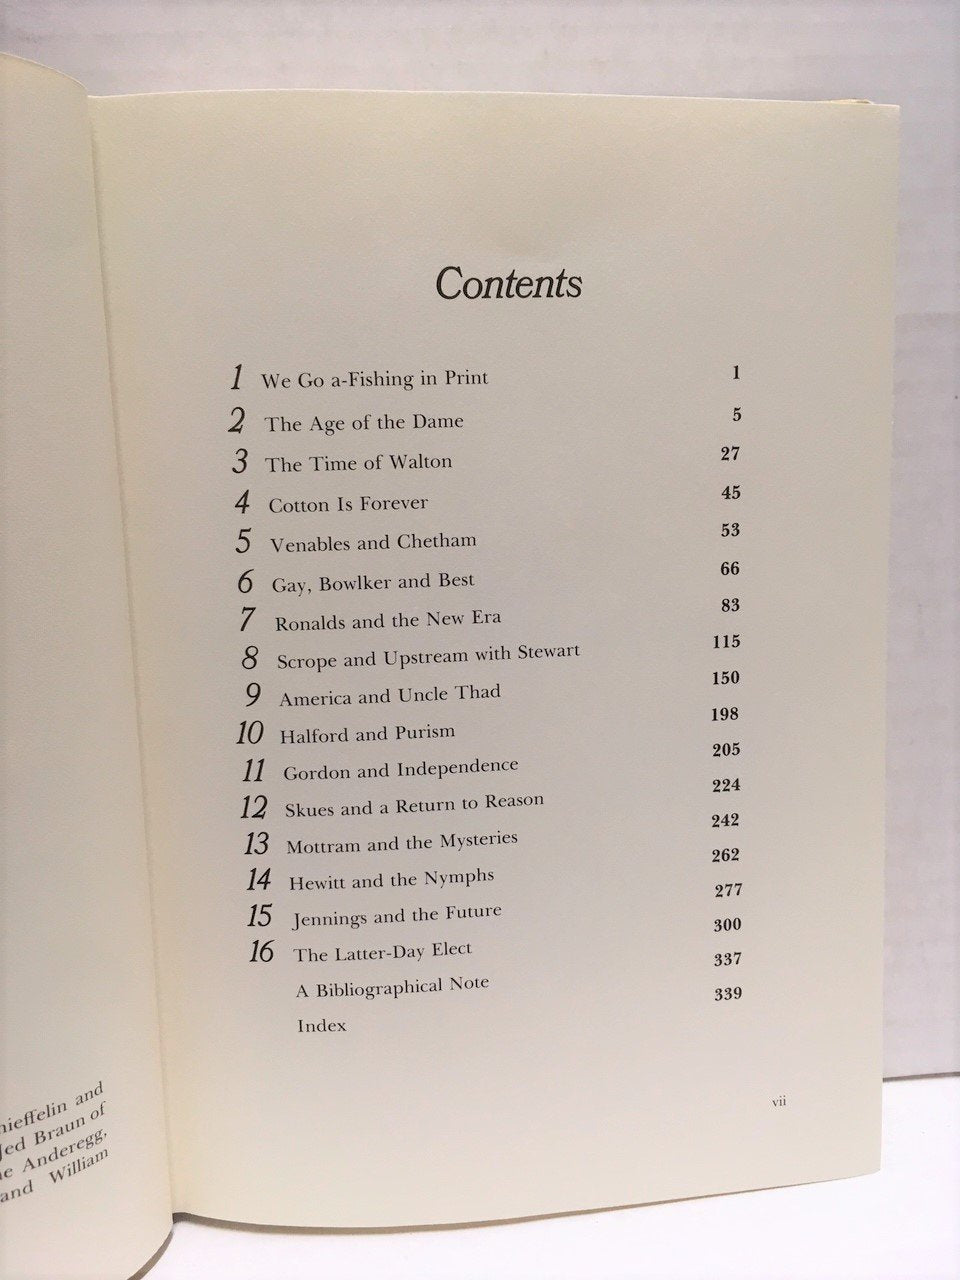 Contents
1 We Go a-Fishing in Print 1
2 The Age of the Dame 5
3 The Time of Walton 27
4 Cotton Is Forever 45
5 Venables and Chetham 53
6 Gay, Bowlker and Best 66
7 Ronalds and the New Era 83
8 Scrope and Upstream with Stewart 115
9 America and Uncle Thad 150
10 Halford and Purism 198
11 Gordon and Independence 205
12 Skues and a Return to Reason 224
13 Mottram and the Mysteries 242
14 Hewitt and the Nymphs 262
15 Jennings and the Future 277
16 The Latter-Day Elect 300
A Bibliographical Note 337
Index 339
vii
and
Jed Braun of
Anderegg,
and William